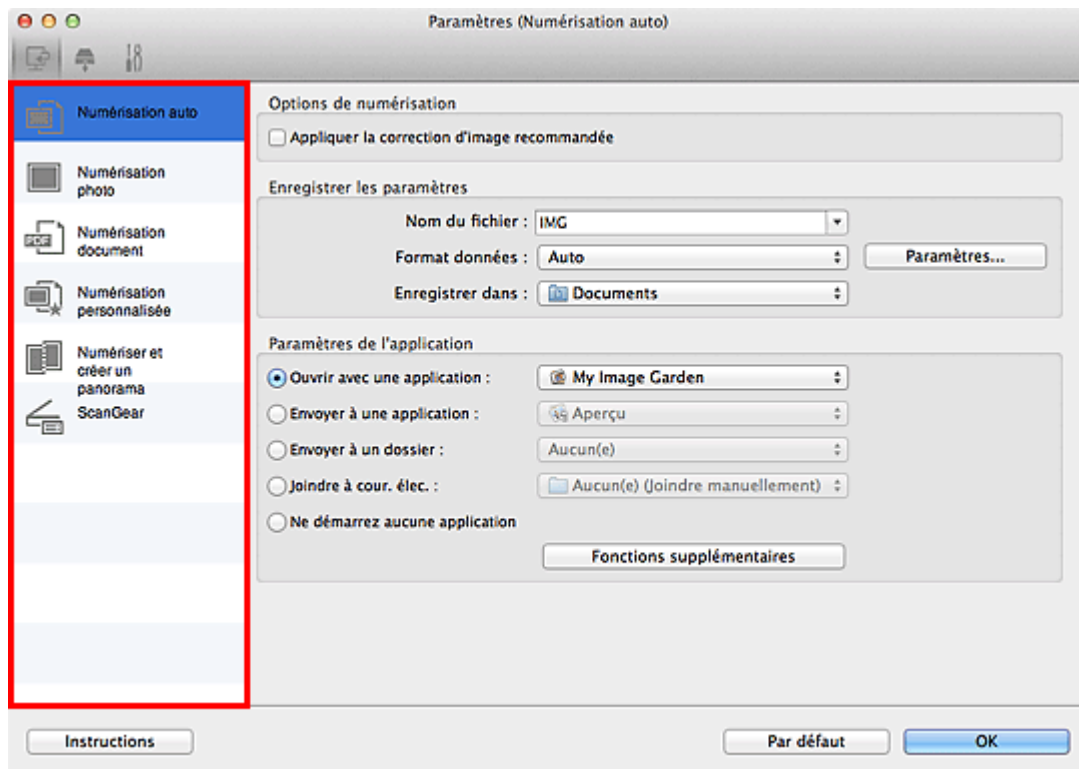 Paramètres (Numérisation auto)
Numérisation auto
Numérisation
photo
PDF
Numérisation
document
Numérisation
personnalisée
Numériser et
créer un
panorama
ScanGear
Options de numérisation
Appliquer la correction d'image recommandée
Enregistrer les paramètres
Nom du fichier : IMG
Format données : Auto Paramètres...
Enregistrer dans : Documents
Paramètres de l'application
Ouvrir avec une application : My Image Garden
Envoyer à une application : Aperçu
Envoyer à un dossier : Aucun(e)
Joindre à cour. élec. : Aucun(e) (Joindre manuellement)
Ne démarrez aucune application
Fonctions supplémentaires
Instructions Par défaut OK